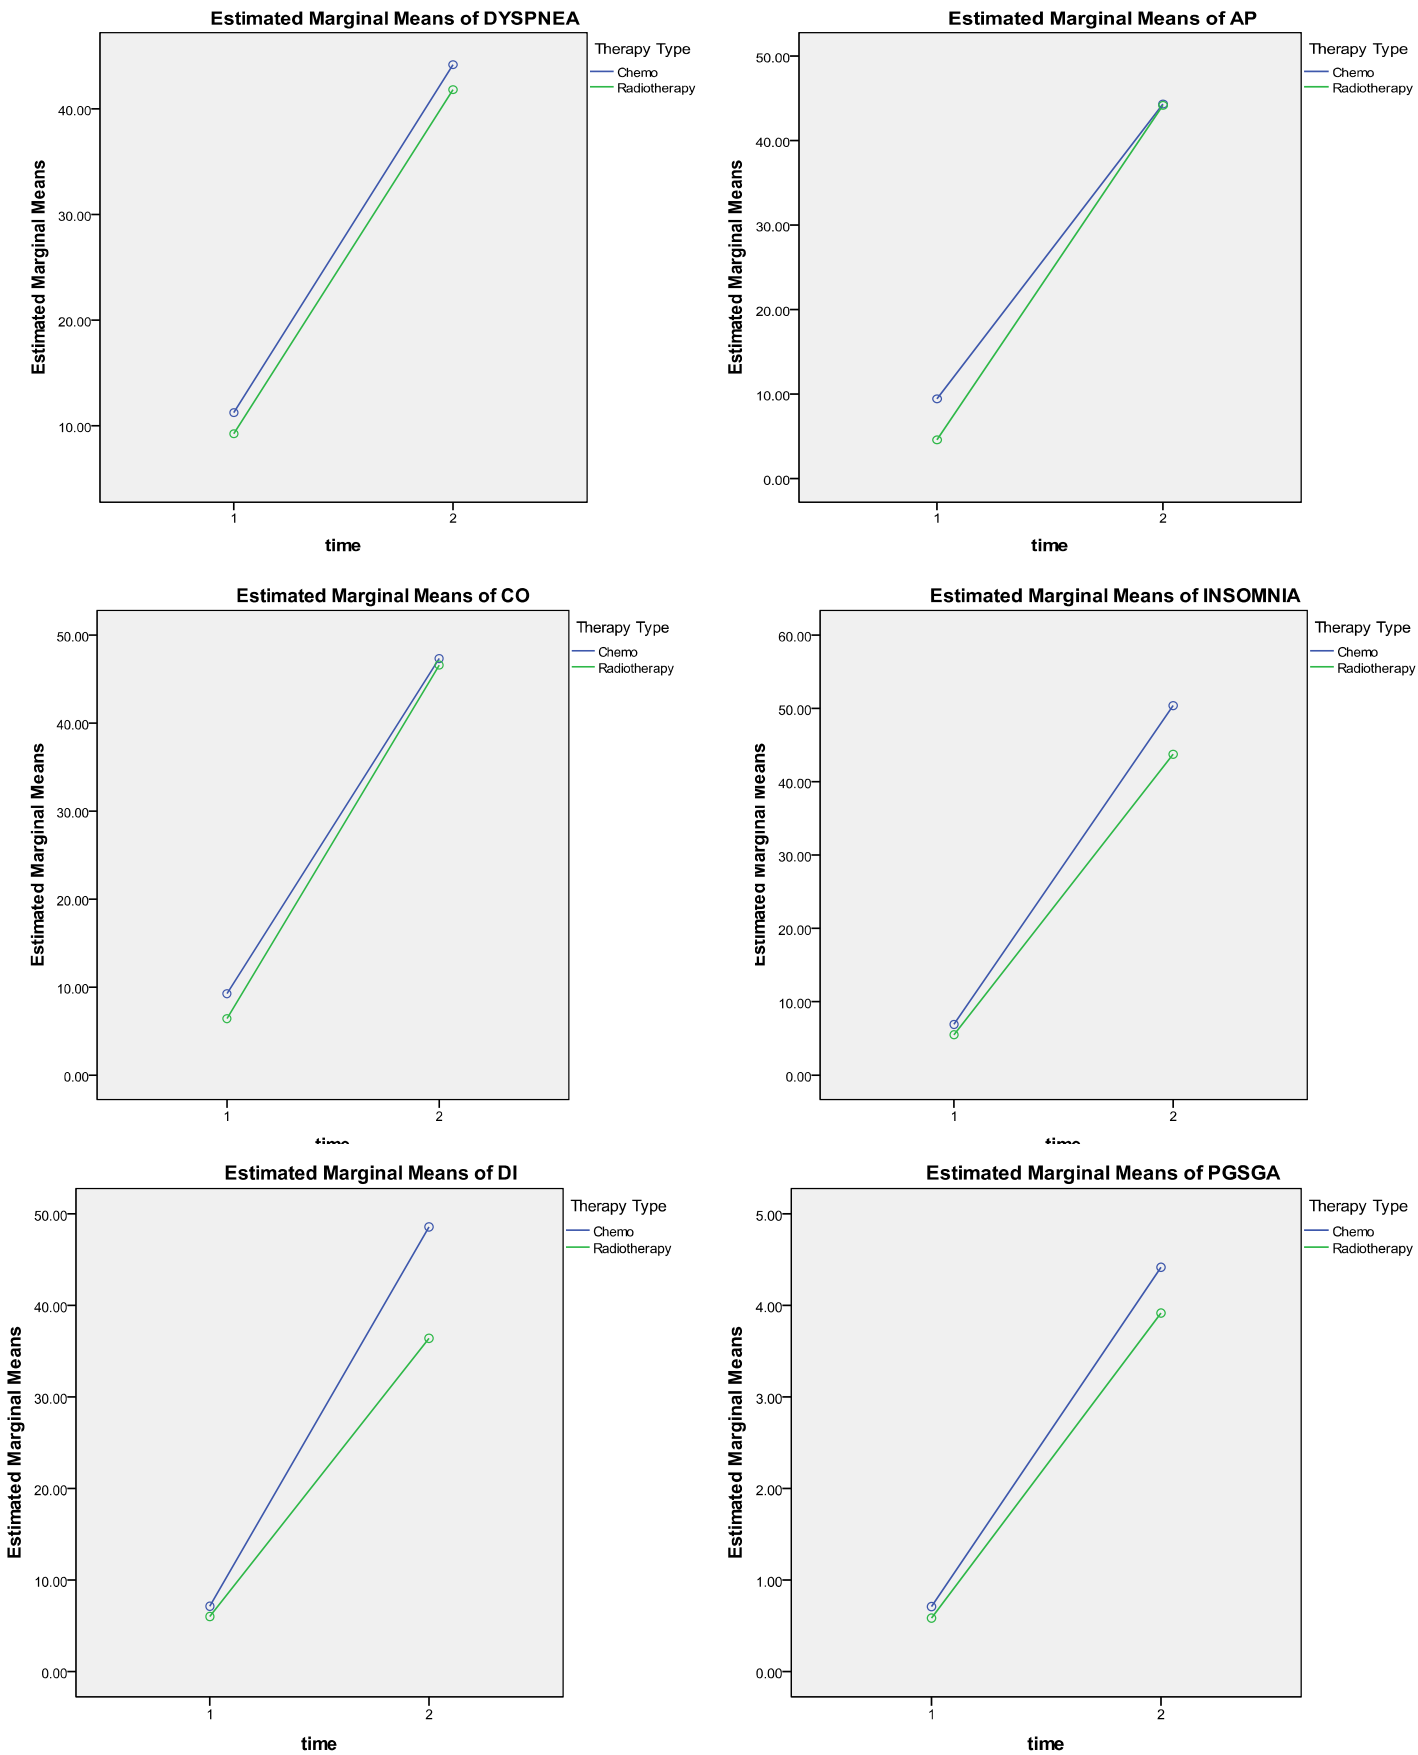 Estimated Marginal Means of DYSPNEA
Therapy Type
Chemo
Radiotherapy
Estimated Marginal Means
40.00
30.00
20.00
10.00
1
2
time
Estimated Marginal Means of AP
Therapy Type
Chemo
Radiotherapy
Estimated Marginal Means
50.00
40.00
30.00
20.00
10.00
0.00
1
2
time
Estimated Marginal Means of CO
Therapy Type
Chemo
Radiotherapy
Estimated Marginal Means
50.00
40.00
30.00
20.00
10.00
0.00
1
2
time
Estimated Marginal Means of INSOMNIA
Therapy Type
Chemo
Radiotherapy
Estimated Marginal Means
60.00
50.00
40.00
30.00
20.00
10.00
0.00
1
2
time
Estimated Marginal Means of DI
Therapy Type
Chemo
Radiotherapy
Estimated Marginal Means
50.00
40.00
30.00
20.00
10.00
0.00
1
2
time
Estimated Marginal Means of PGSGA
Therapy Type
Chemo
Radiotherapy
Estimated Marginal Means
5.00
4.00
3.00
2.00
1.00
0.00
1
2
time